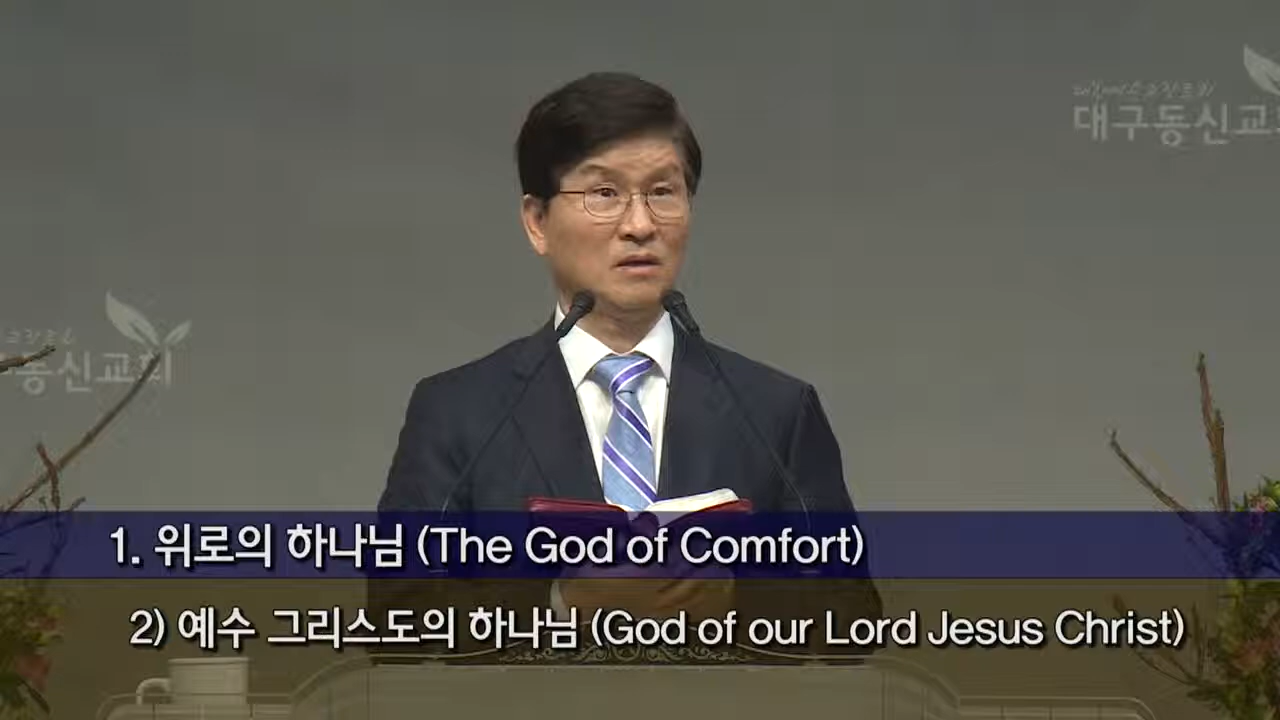 대구동신교회
동신교회
1. 위로의 하나님 (The God of Comfort)
2) 예수 그리스도의 하나님 (God of our Lord Jesus Christ)